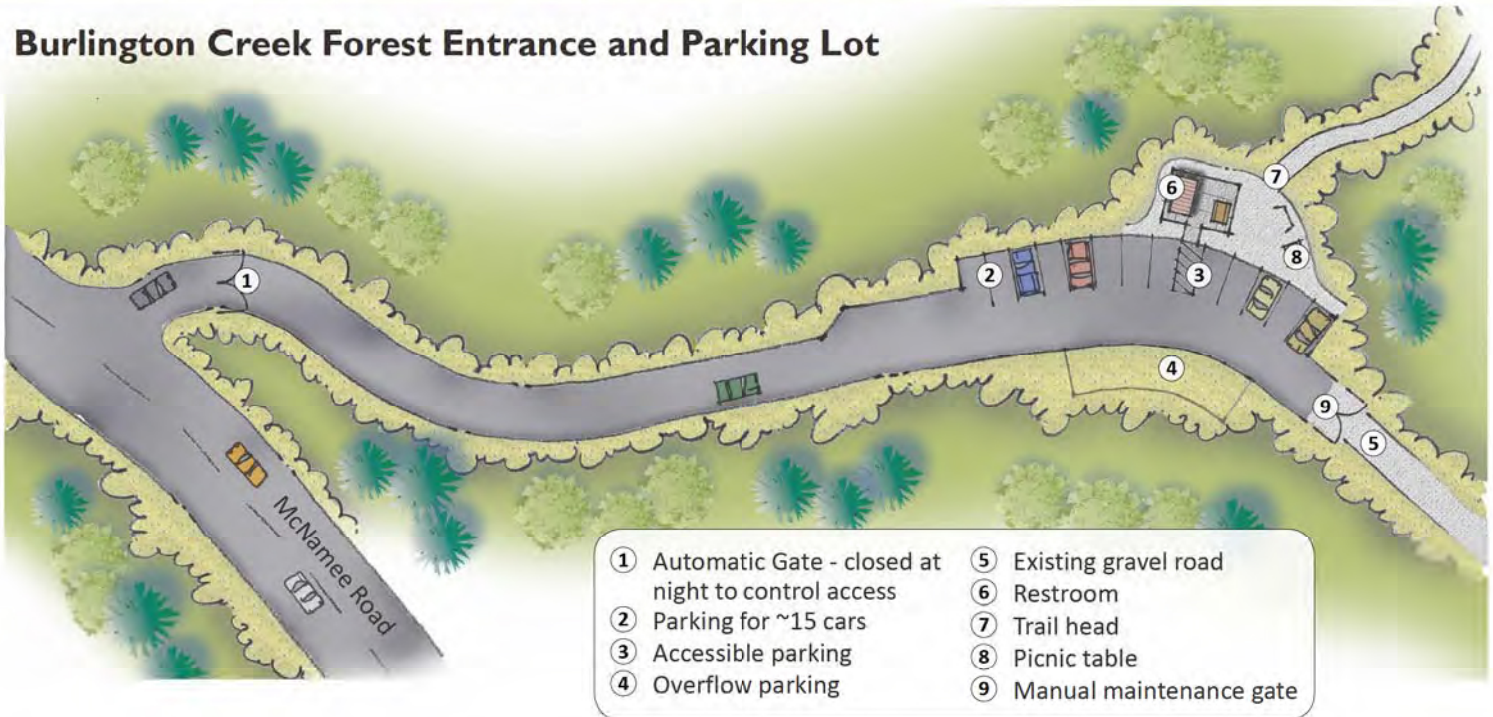 Burlington Creek Forest Entrance and Parking Lot
1
2
3
4
5
6
7
8
9
McNamee Road
1 Automatic Gate - closed at
night to control access
2 Parking for ~15 cars
3 Accessible parking
4 Overflow parking
5 Existing gravel road
6 Restroom
7 Trail head
8 Picnic table
9 Manual maintenance gate